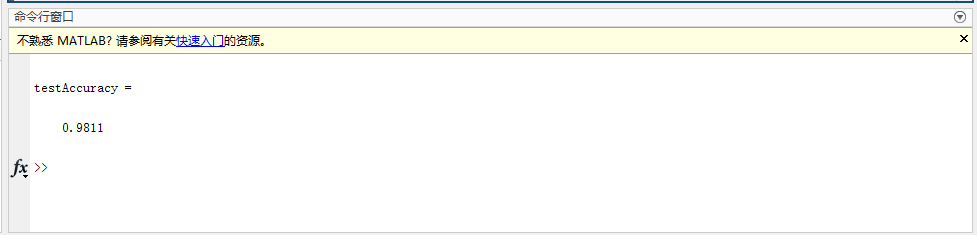 命令行窗口
不熟悉 MATLAB? 请参阅有关快速入门的资源。
testAccuracy =
0.9811
fx >>